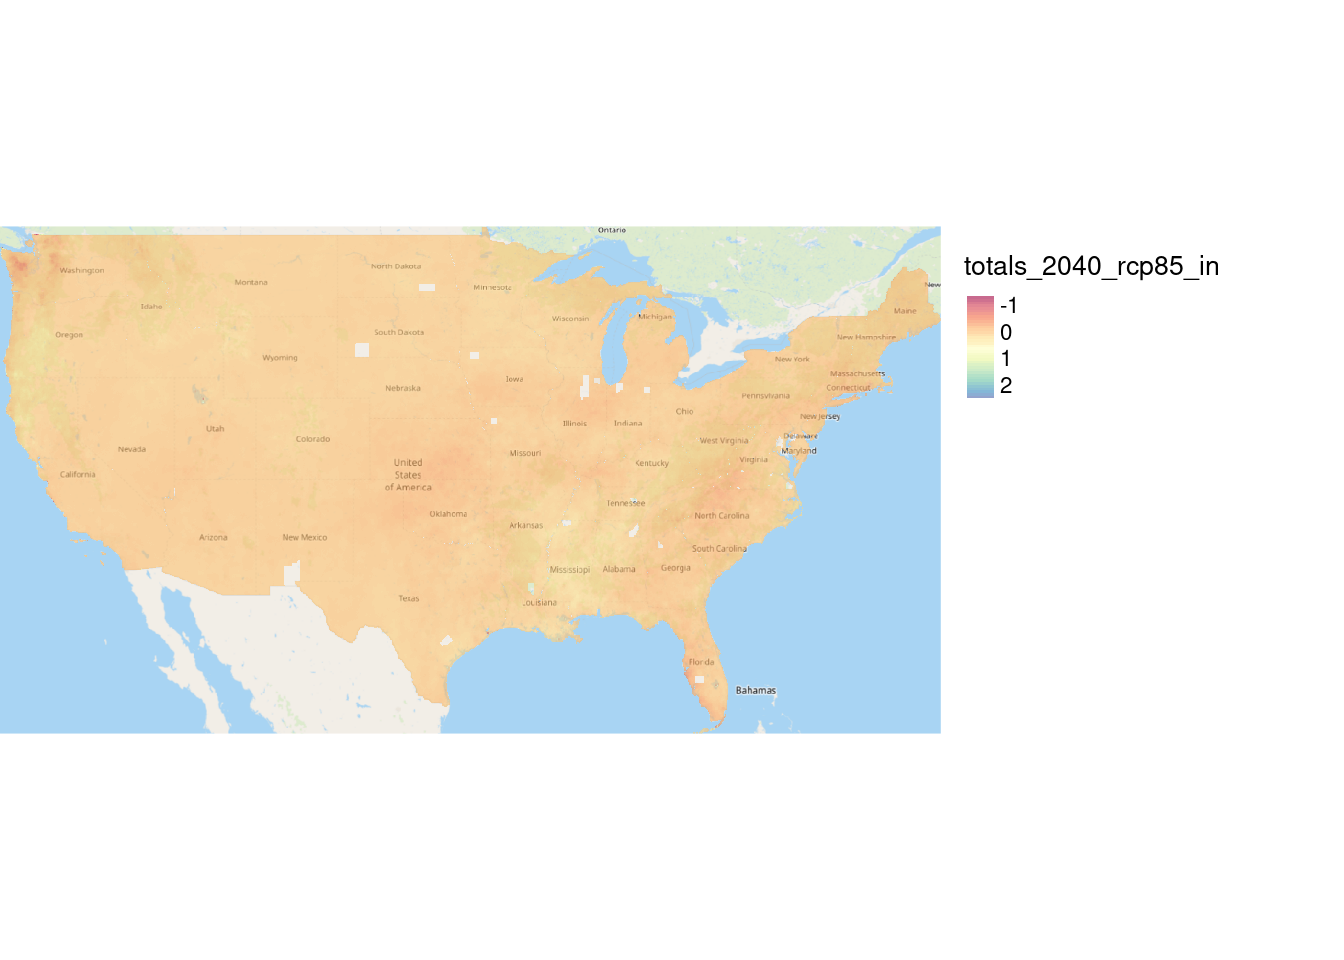 Ontario
totals_2040_rcp85_in
Washington
North Dakota
Montana
Minnesota
New
-1
Idaho
Maine
Wisconsin
Michigan
0
Oregon
South Dakota
New Hampshire
Wyoming
New York
1
Iowa
Massachusetts
Nebraska
Connecticut
2
Pennsylvania
Ohio
New Jersey
Utah
Illinois
Indiana
Colorado
West Virginia
Delaware
Nevada
Missouri
Maryland
United
States
of America
Kentucky
Virginia
California
Tennessee
Oklahoma
North Carolina
Arkansas
Arizona
New Mexico
South Carolina
Mississippi
Alabama
Georgia
Texas
Louisiana
Florida
Bahamas